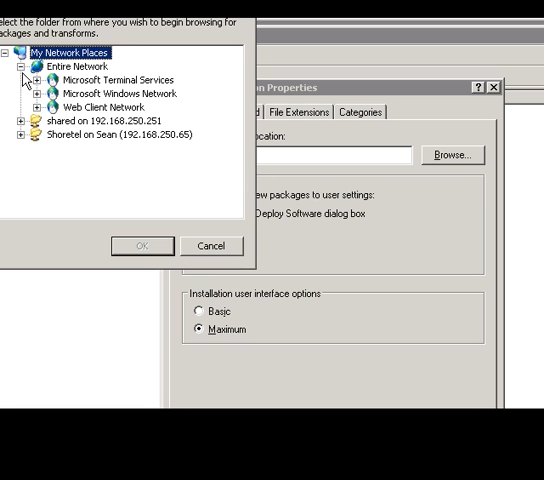 elect the folder from where you wish to begin browsing for
ackages and transforms.
My Network Places
Entire Network
Microsoft Terminal Services
Microsoft Windows Network
Web Client Network
shared on 192.168.250.251
Shoretel on Sean (192.168.250.65)
OK
Cancel
on Properties
? X
d
File Extensions
Categories
ocation:
Browse...
ew packages to user settings:
Deploy Software dialog box
Installation user interface options
Basic
Maximum